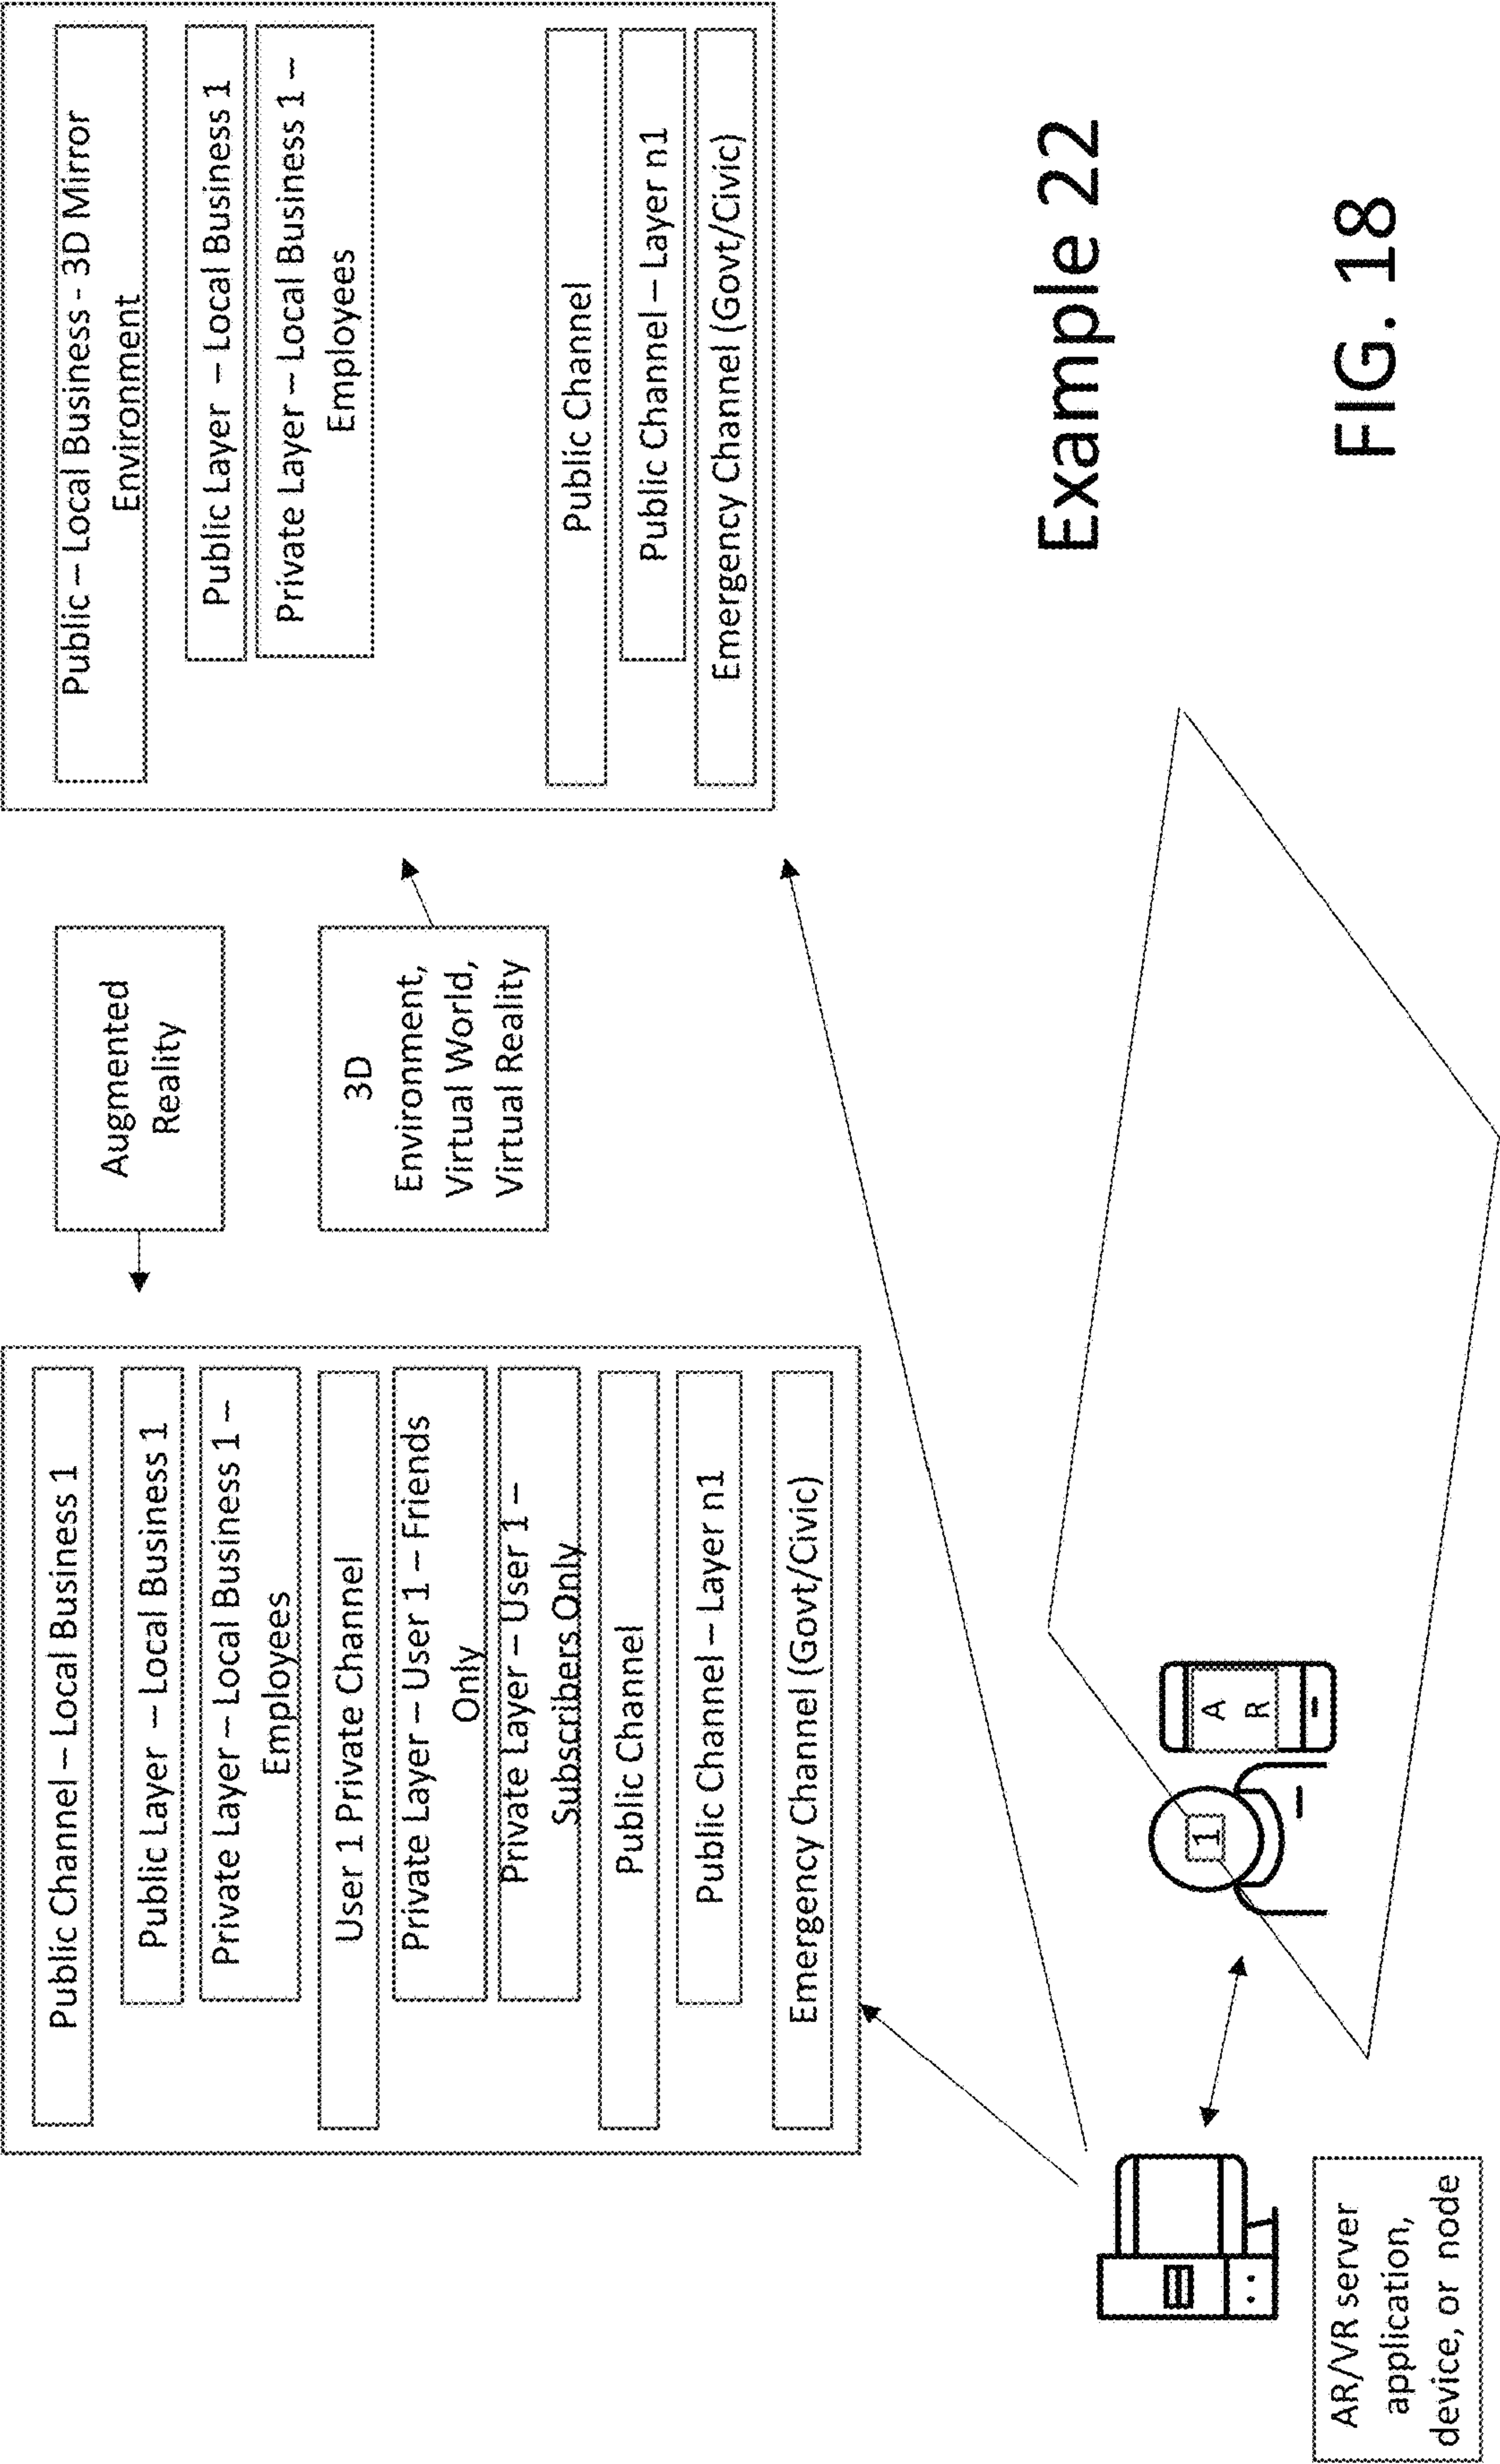 Public Channel – Local Business 1
Public Layer – Local Business 1
Private Layer – Local Business 1 –
Employees
User 1 Private Channel
Private Layer – User 1 – Friends
Only
Private Layer – User 1 –
Subscribers Only
Public Channel
Public Channel – Layer n1
Emergency Channel (Govt/Civic)
Augmented
Reality
3D
Environment,
Virtual World,
Virtual Reality
Public – Local Business - 3D Mirror
Environment
Public Layer – Local Business 1
Private Layer – Local Business 1 –
Employees
Public Channel
Public Channel – Layer n1
Emergency Channel (Govt/Civic)
AR/VR server
application,
device, or node
1
A
R
Example 22
FIG. 18